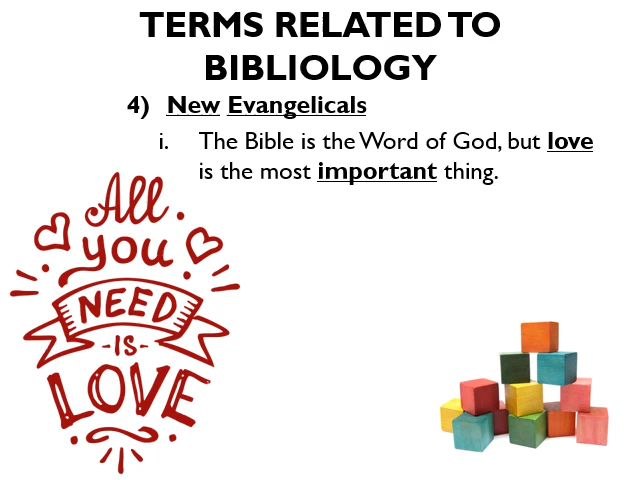 TERMS RELATED TO
BIBLIOLOGY
4) New Evangelicals
i. The Bible is the Word of God, but love
is the most important thing.
All
you
NEED
-IS-
LOVE